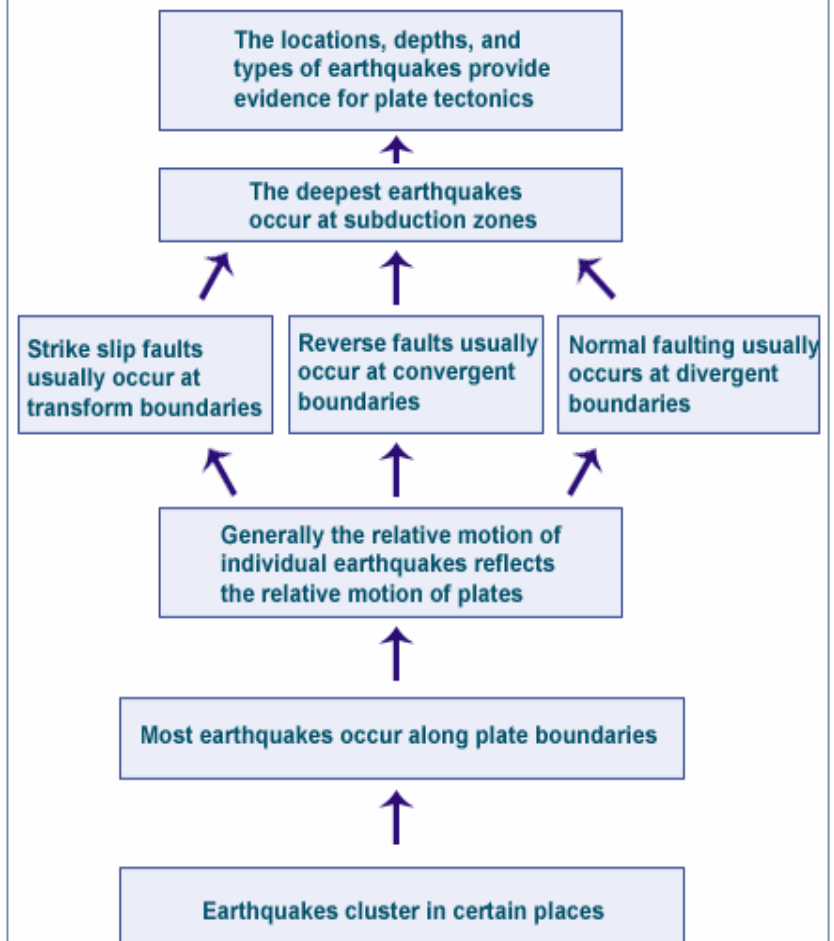 The locations, depths, and
types of earthquakes provide
evidence for plate tectonics
The deepest earthquakes
occur at subduction zones
Strike slip faults
usually occur at
transform boundaries
Reverse faults usually
occur at convergent
boundaries
Normal faulting usually
occurs at divergent
boundaries
Generally the relative motion of
individual earthquakes reflects
the relative motion of plates
Most earthquakes occur along plate boundaries
Earthquakes cluster in certain places